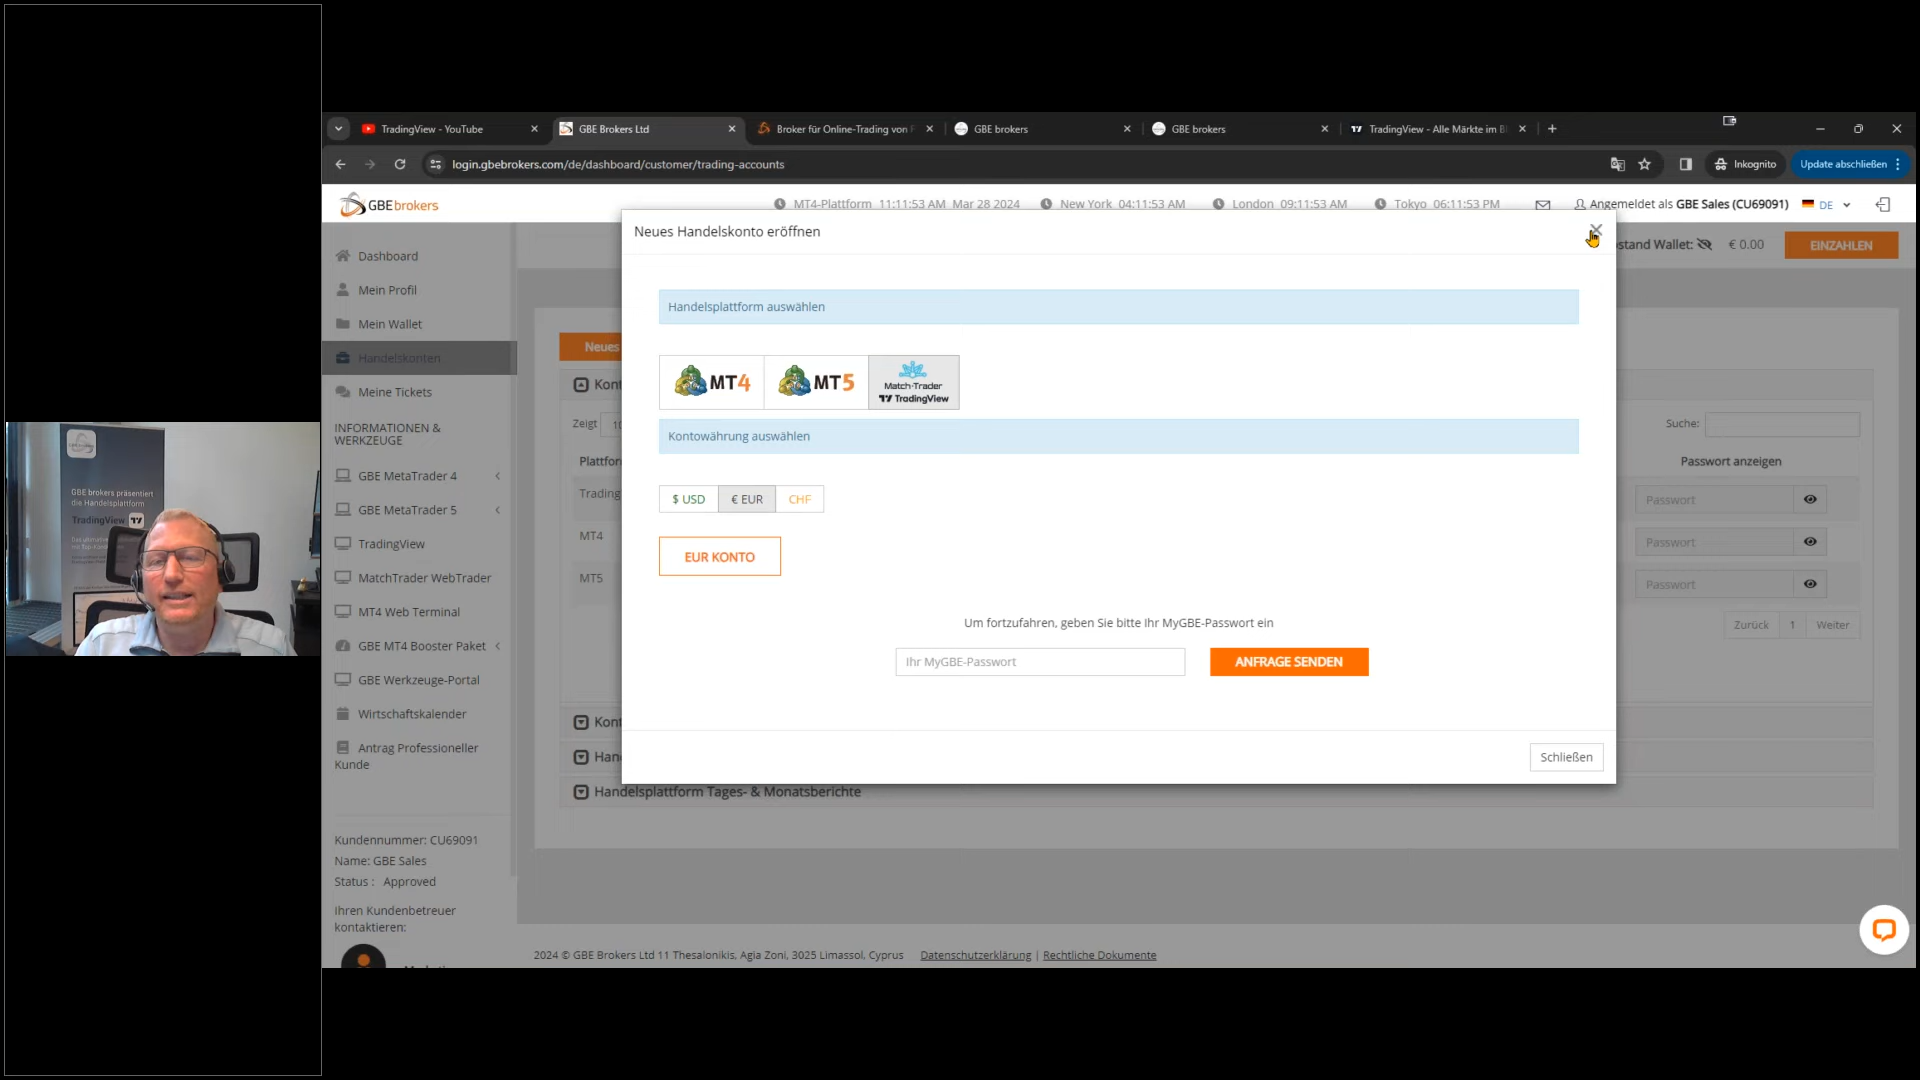 TradingView - YouTube
GBE Brokers Ltd
Broker für Online-Trading von F
GBE brokers
GBE brokers
TradingView - Alle Märkte im B
login.gbebrokers.com/de/dashboard/customer/trading-accounts
Inkognito
Update abschließen
GBE brokers
MT4-Plattform 11:11:53 AM Mar 28 2024
New York 04:11:53 AM
London 09:11:53 AM
Tokyo 06:11:53 PM
Angemeldet als GBE Sales (CU69091)
DE
stand Wallet:
€ 0.00
EINZAHLEN
Dashboard
Mein Profil
Mein Wallet
Handelskonten
Meine Tickets
INFORMATIONEN &
WERKZEUGE
GBE MetaTrader 4
GBE MetaTrader 5
TradingView
MatchTrader WebTrader
MT4 Web Terminal
GBE MT4 Booster Paket
GBE Werkzeuge-Portal
Wirtschaftskalender
Antrag Professioneller
Kunde
Kundennummer: CU69091
Name: GBE Sales
Status : Approved
Ihren Kundenbetreuer
kontaktieren:
Neues
Kont
Zeigt 10
Plattfor
Trading
MT4
MT5
Kont
Han
Handelsplattform Tages- & Monatsberichte
Neues Handelskonto eröffnen
Handelsplattform auswählen
MT4
MT5
Match-Trader
TradingView
Kontowährung auswählen
$ USD
€ EUR
CHF
EUR KONTO
Um fortzufahren, geben Sie bitte Ihr MyGBE-Passwort ein
Ihr MyGBE-Passwort
ANFRAGE SENDEN
Schließen
Suche:
Passwort anzeigen
Passwort
Passwort
Passwort
Zurück
1
Weiter
2024 © GBE Brokers Ltd 11 Thessalonikis, Agia Zoni, 3025 Limassol, Cyprus
Datenschutzerklärung | Rechtliche Dokumente
GBE brokers präsentiert
die Handelsplattform
TradingView